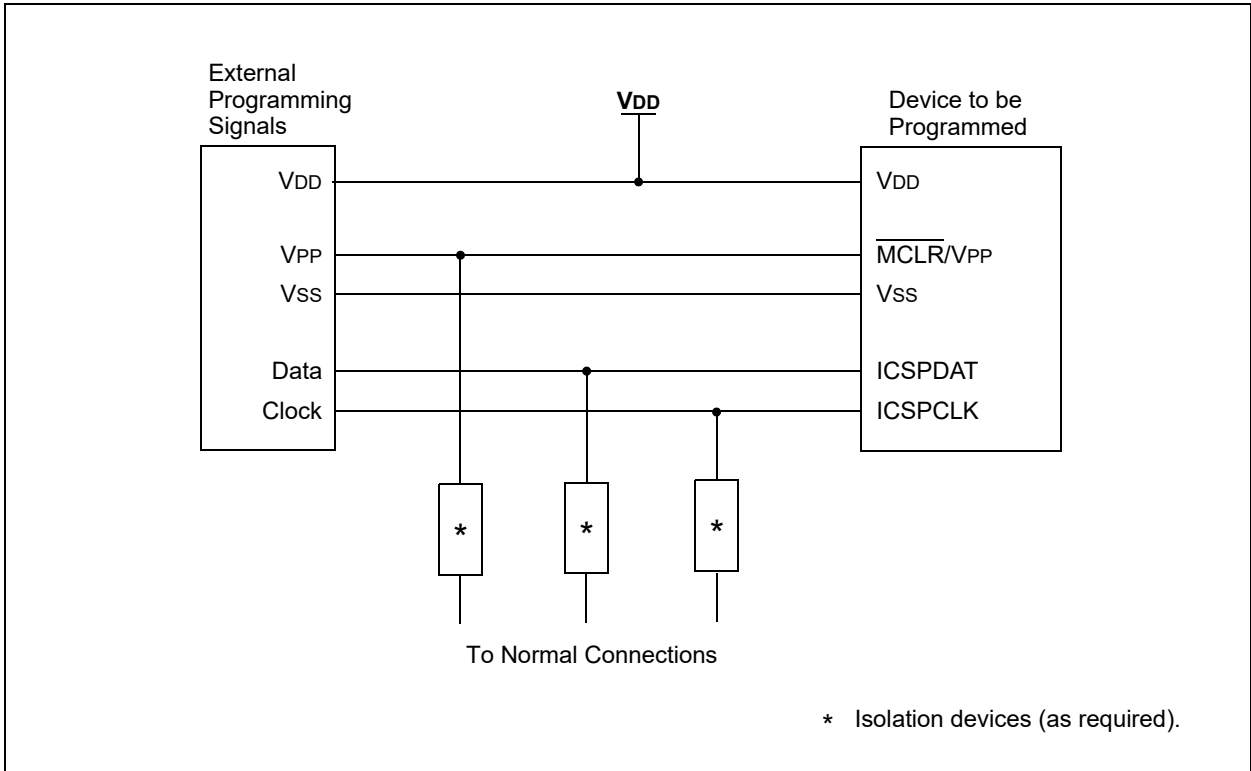 External
Programming
Signals
VDD
Device to be
Programmed
VDD
VDD
VPP
MCLR/VPP
VSS
VSS
Data
ICSPDAT
Clock
ICSPCLK
*
*
*
To Normal Connections
* Isolation devices (as required).